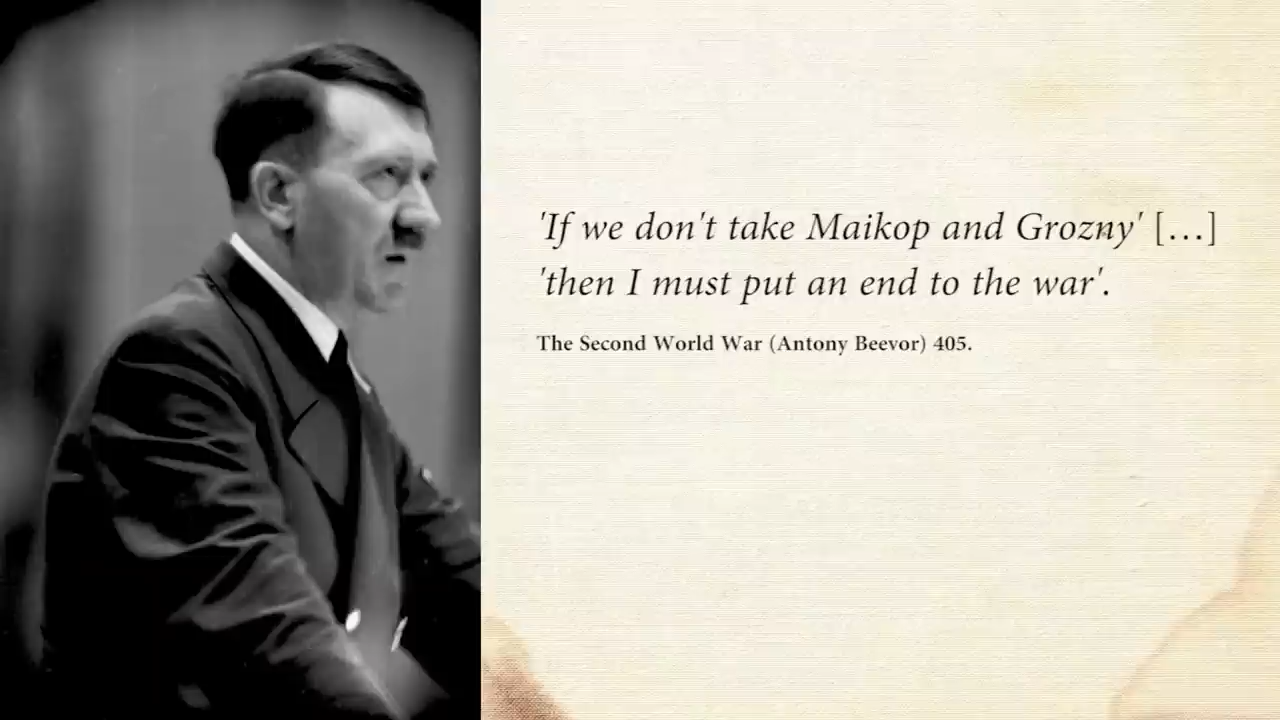 'If we don't take Maikop and Grozny' [...]
'then I must put an end to the war'.
The Second World War (Antony Beevor) 405.